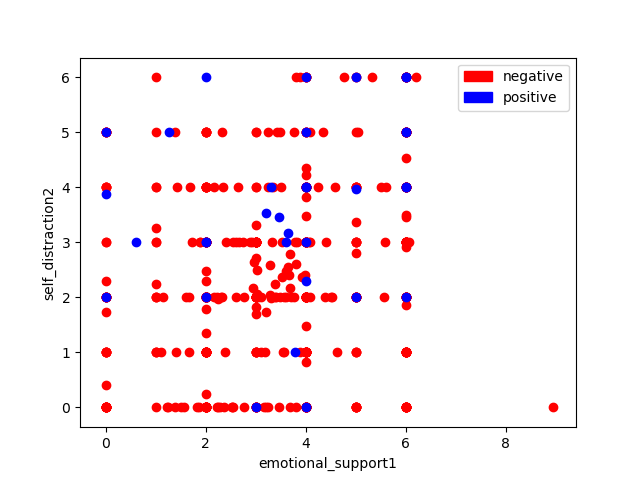 negative
positive
6
5
4
3
2
1
0
self_distraction2
0 2 4 6 8
emotional_support1